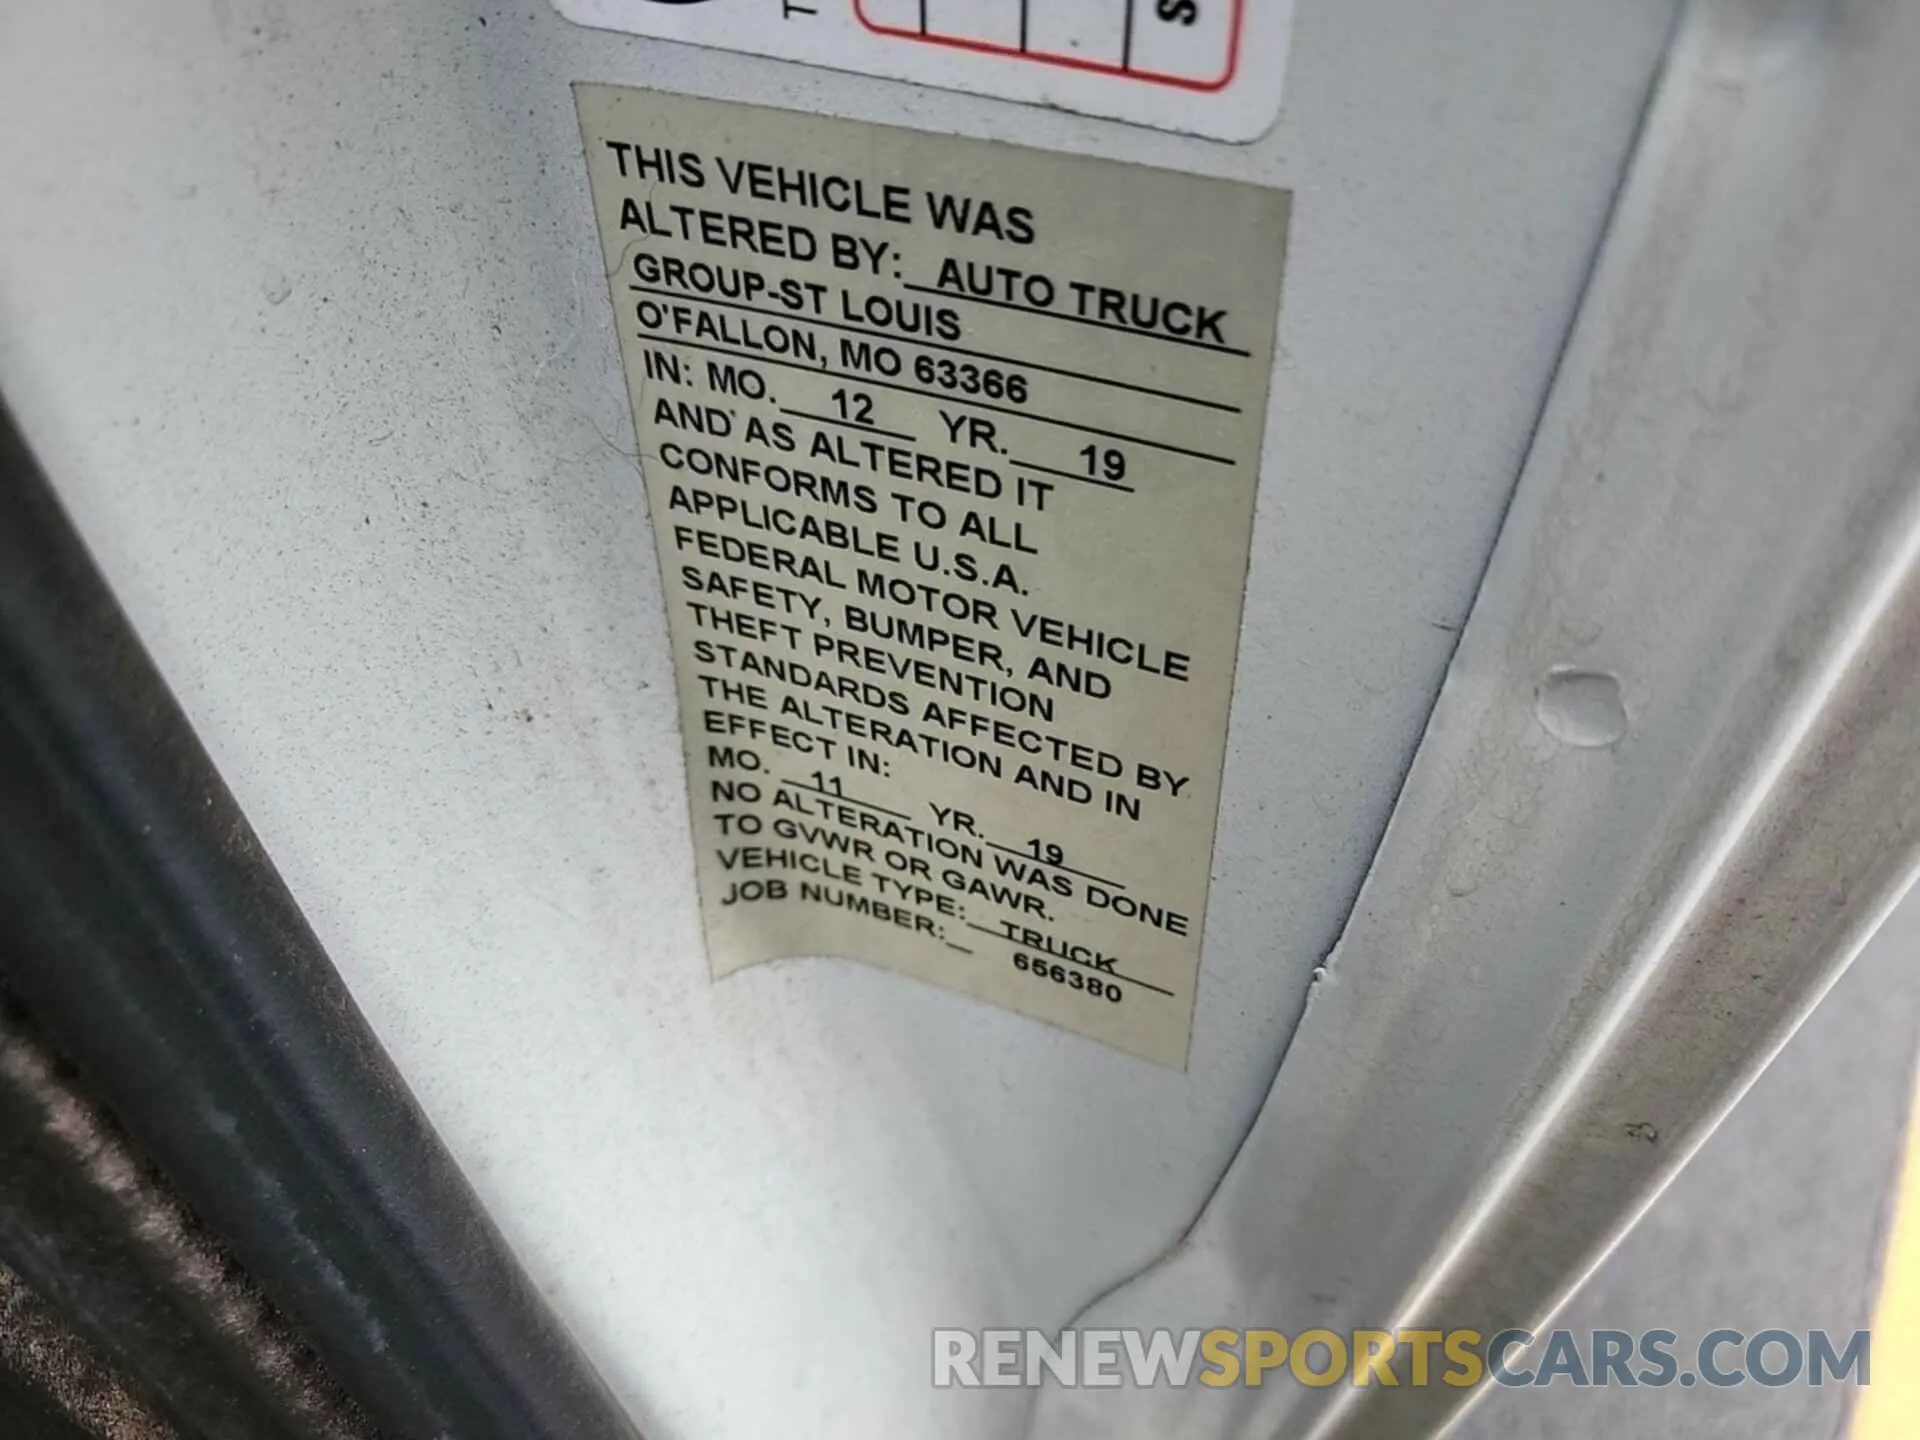 T
S
THIS VEHICLE WAS
ALTERED BY: AUTO TRUCK
GROUP-ST LOUIS
O'FALLON, MO 63366
IN: MO. 12 YR. 19
AND AS ALTERED IT
CONFORMS TO ALL
APPLICABLE U.S.A.
FEDERAL MOTOR VEHICLE
SAFETY, BUMPER, AND
THEFT PREVENTION
STANDARDS AFFECTED BY
THE ALTERATION AND IN
EFFECT IN:
MO. 11 YR. 19
NO ALTERATION WAS DONE
TO GVWR OR GAWR.
VEHICLE TYPE: TRUCK
JOB NUMBER: 656380
RENEWSPORTSCARS.COM